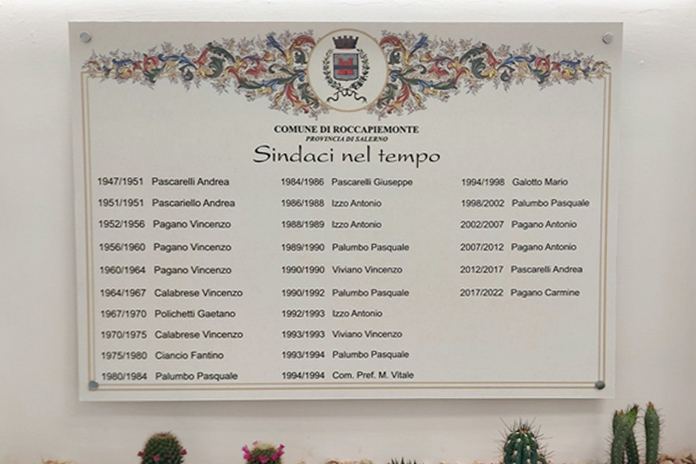 COMUNE DI ROCCAPIEMONTE
PROVINCIA DI SALERNO
Sindaci nel tempo
1947/1951 Pascarelli Andrea
1951/1951 Pascariello Andrea
1952/1956 Pagano Vincenzo
1956/1960 Pagano Vincenzo
1960/1964 Pagano Vincenzo
1964/1967 Calabrese Vincenzo
1967/1970 Polichetti Gaetano
1970/1975 Calabrese Vincenzo
1975/1980 Ciancio Fantino
1980/1984 Palumbo Pasquale
1984/1986 Pascarelli Giuseppe
1986/1988 Izzo Antonio
1988/1989 Izzo Antonio
1989/1990 Palumbo Pasquale
1990/1990 Viviano Vincenzo
1990/1992 Palumbo Pasquale
1992/1993 Izzo Antonio
1993/1993 Viviano Vincenzo
1993/1994 Palumbo Pasquale
1994/1994 Com. Pref. M. Vitale
1994/1998 Galotto Mario
1998/2002 Palumbo Pasquale
2002/2007 Pagano Antonio
2007/2012 Pagano Antonio
2012/2017 Pascarelli Andrea
2017/2022 Pagano Carmine